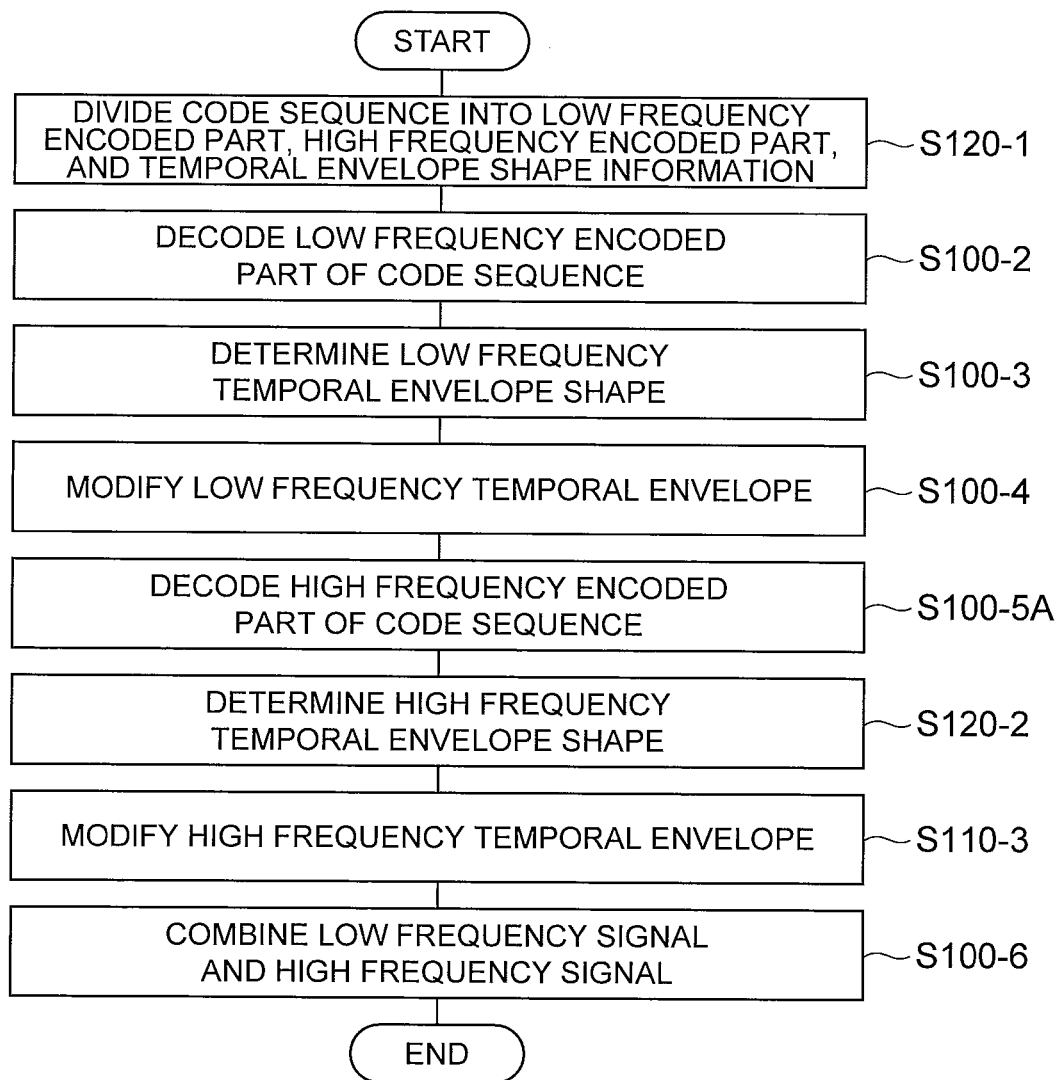 START
DIVIDE CODE SEQUENCE INTO LOW FREQUENCY
ENCODED PART, HIGH FREQUENCY ENCODED PART,
AND TEMPORAL ENVELOPE SHAPE INFORMATION
S120-1
DECODE LOW FREQUENCY ENCODED
PART OF CODE SEQUENCE
S100-2
DETERMINE LOW FREQUENCY
TEMPORAL ENVELOPE SHAPE
S100-3
MODIFY LOW FREQUENCY TEMPORAL ENVELOPE
S100-4
DECODE HIGH FREQUENCY ENCODED
PART OF CODE SEQUENCE
S100-5A
DETERMINE HIGH FREQUENCY
TEMPORAL ENVELOPE SHAPE
S120-2
MODIFY HIGH FREQUENCY TEMPORAL ENVELOPE
S110-3
COMBINE LOW FREQUENCY SIGNAL
AND HIGH FREQUENCY SIGNAL
S100-6
END